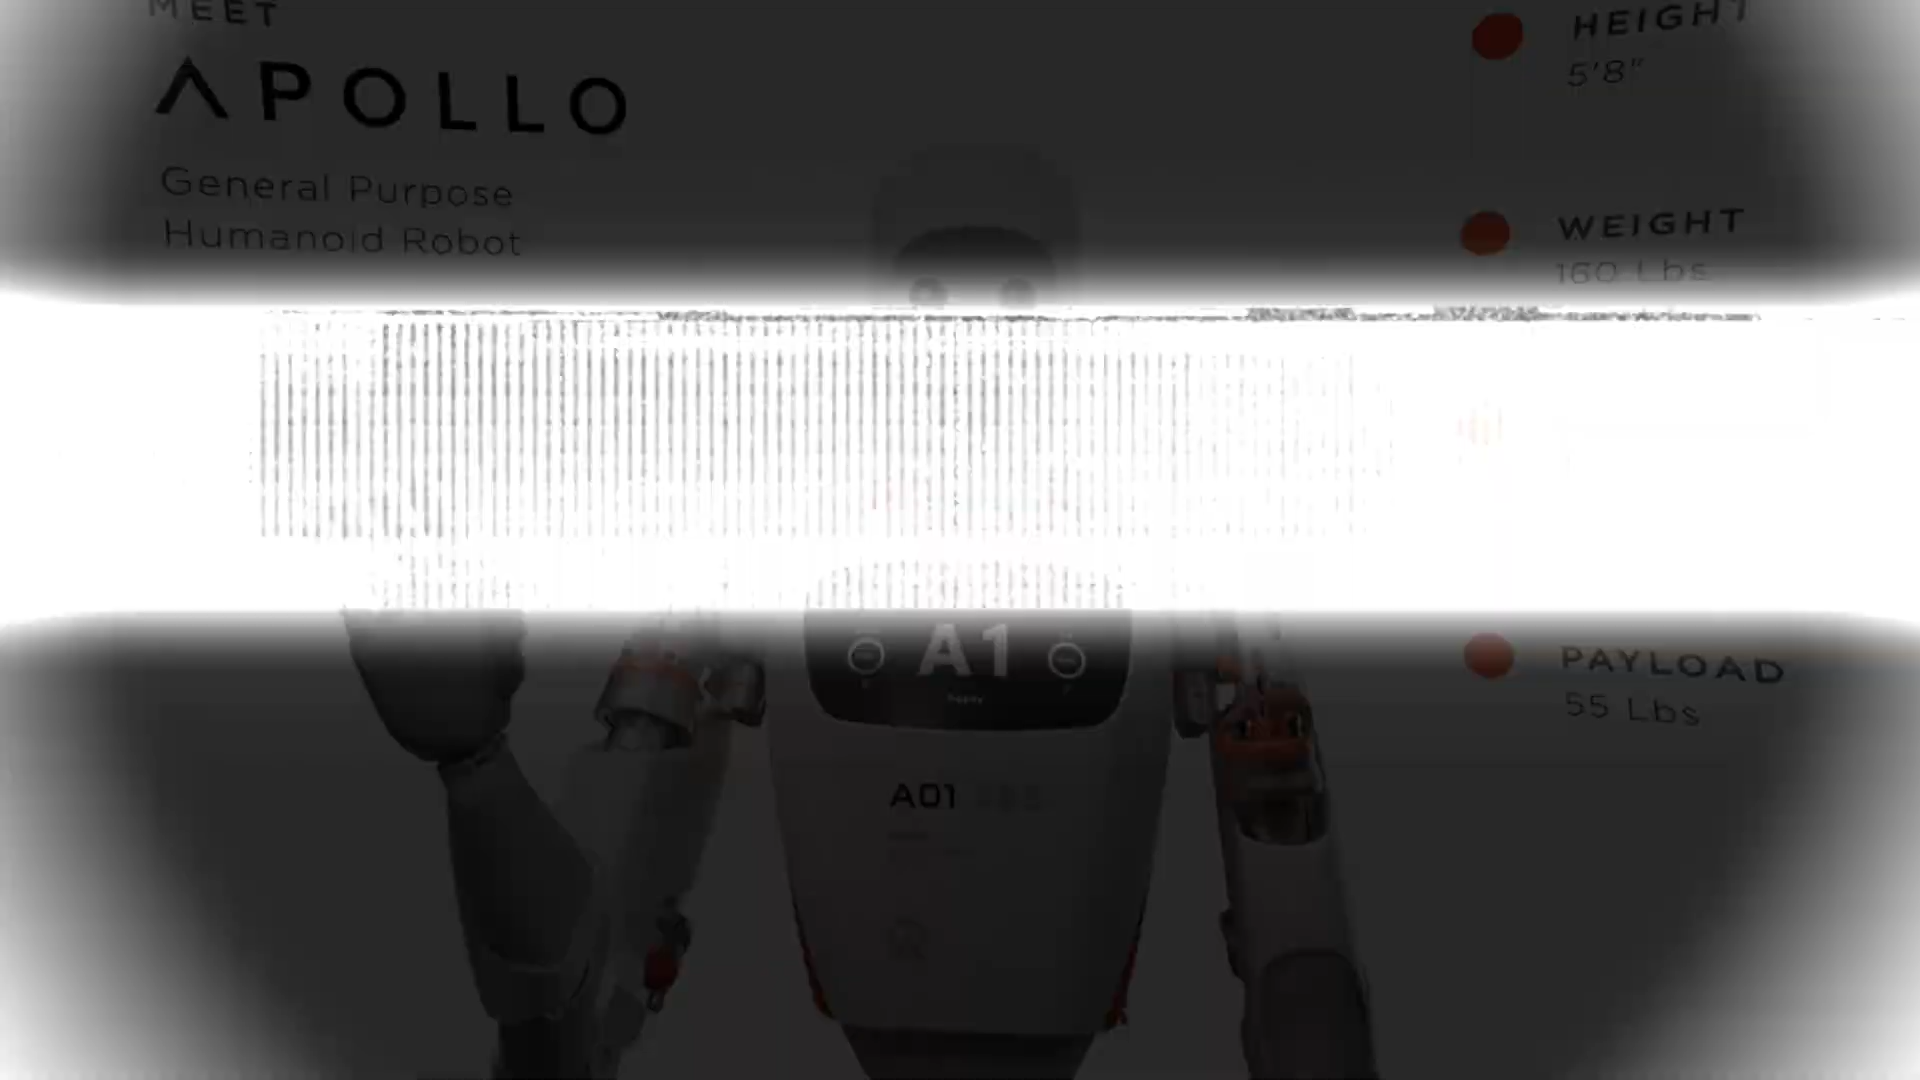 MEET
APOLLO
General Purpose
Humanoid Robot
HEIGHT
5'8"
WEIGHT
160 Lbs
A1
PAYLOAD
55 Lbs
A01